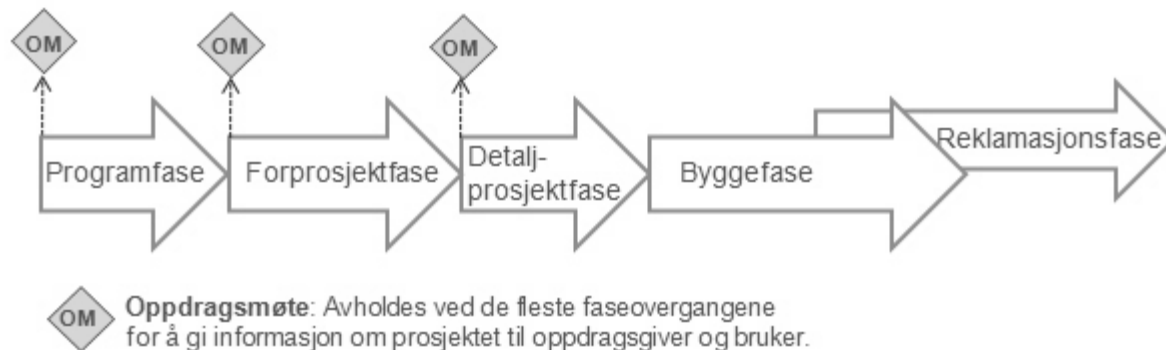 OM
OM
OM
Programfase
Forprosjektfase
Detalj-
prosjektfase
Byggefase
Reklamasjonsfase
OM
Oppdragsmøte: Avholdes ved de fleste faseovergangene
for å gi informasjon om prosjektet til oppdragsgiver og bruker.